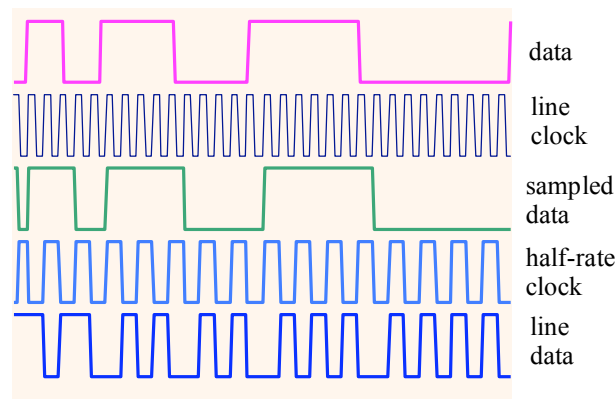 data
line
clock
sampled
data
half-rate
clock
line
data